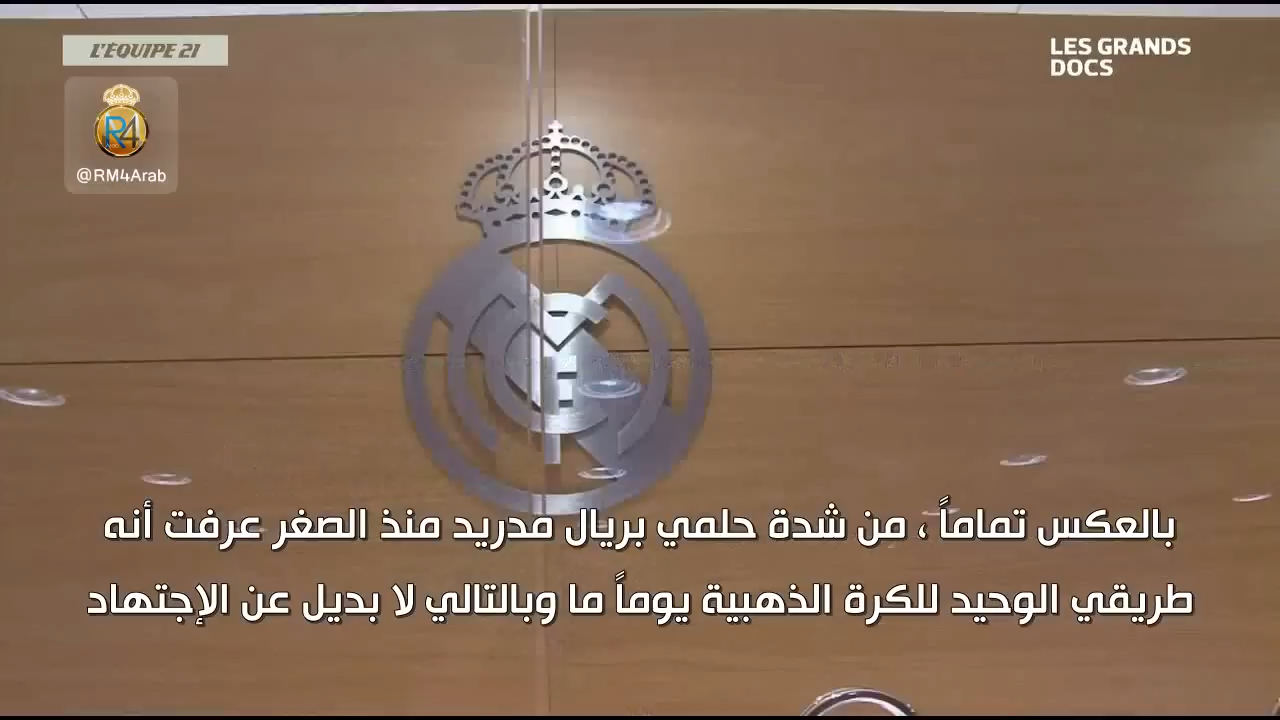 L'ÉQUIPE 21
LES GRANDS
DOCS
R4
@RM4Arab
بالعكس تماماً ، من شدة حلمي بريال مدريد منذ الصغر عرفت أنه
طريقي الوحيد للكرة الذهبية يوماً ما وبالتالي لا بديل عن الإجتهاد